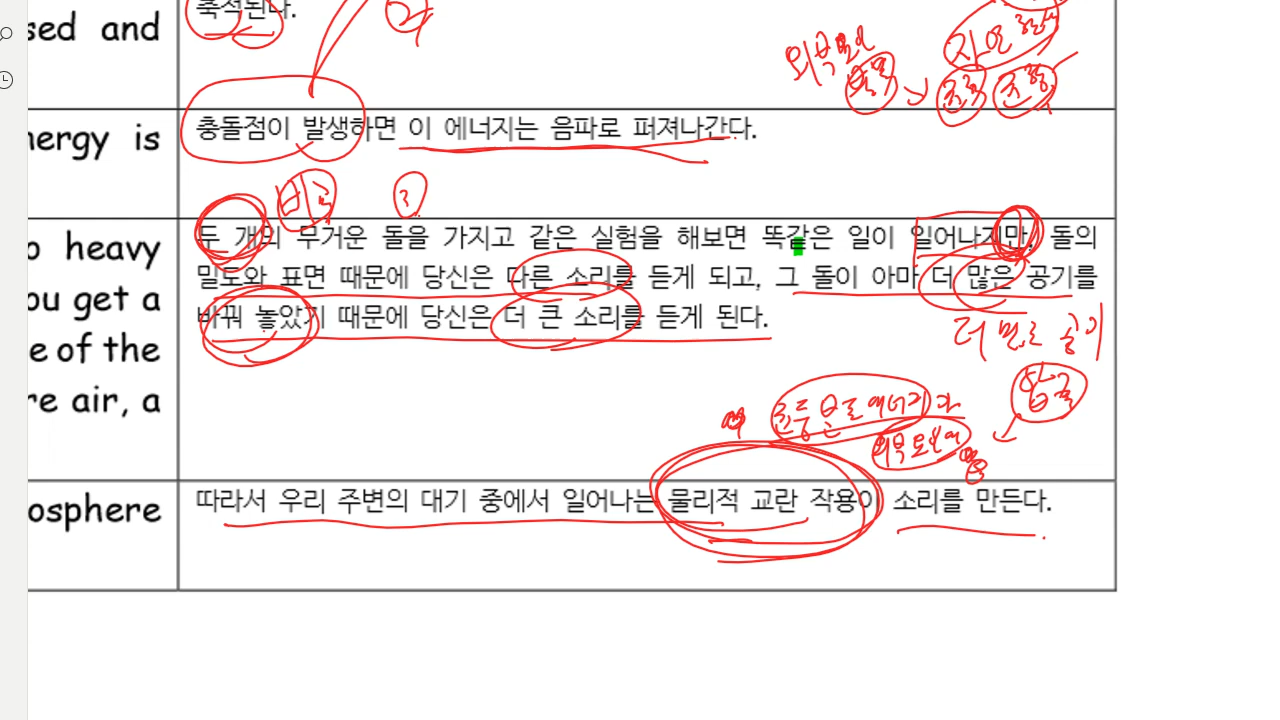 축적된다.
sed and
외부 힘
자연
충돌점이 발생하면 이 에너지는 음파로 퍼져나간다.
nergy is
비교
두 개의 무거운 돌을 가지고 같은 실험을 해보면 똑같은 일이 일어나지만, 돌의
o heavy
밀도와 표면 때문에 당신은 다른 소리를 듣게 되고, 그 돌이 아마 더 많은 공기를
ou get a
바꿔 놓았기 때문에 당신은 더 큰 소리를 듣게 된다.
더 공기
e of the
압축
re air, a
에너지가
따라서 우리 주변의 대기 중에서 일어나는 물리적 교란 작용이 소리를 만든다.
osphere